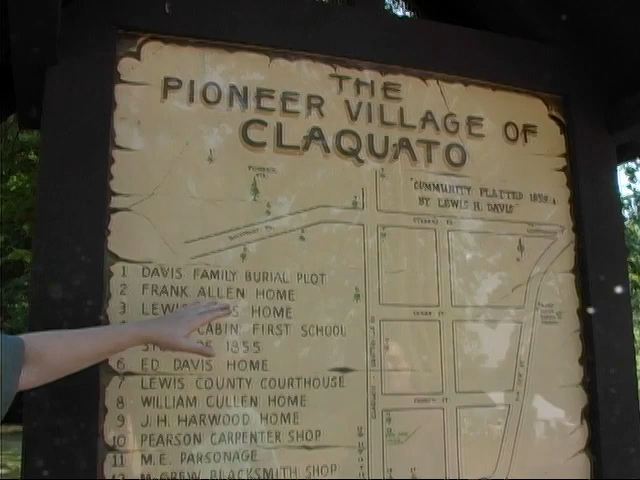 THE
PIONEER VILLAGE OF
CLAQUATO
"COMMUNITY PLATTED 1858"
BY LEWIS H. DAVIS"
1 DAVIS FAMILY BURIAL PLOT
2 FRANK ALLEN HOME
3 LEWIS HOME
CABIN FIRST SCHOOL
1855
6 ED DAVIS HOME
7 LEWIS COUNTY COURTHOUSE
8 WILLIAM CULLEN HOME
9 J. H. HARWOOD HOME
10 PEARSON CARPENTER SHOP
11 M.E. PARSONAGE
BLACKSMITH SHOP